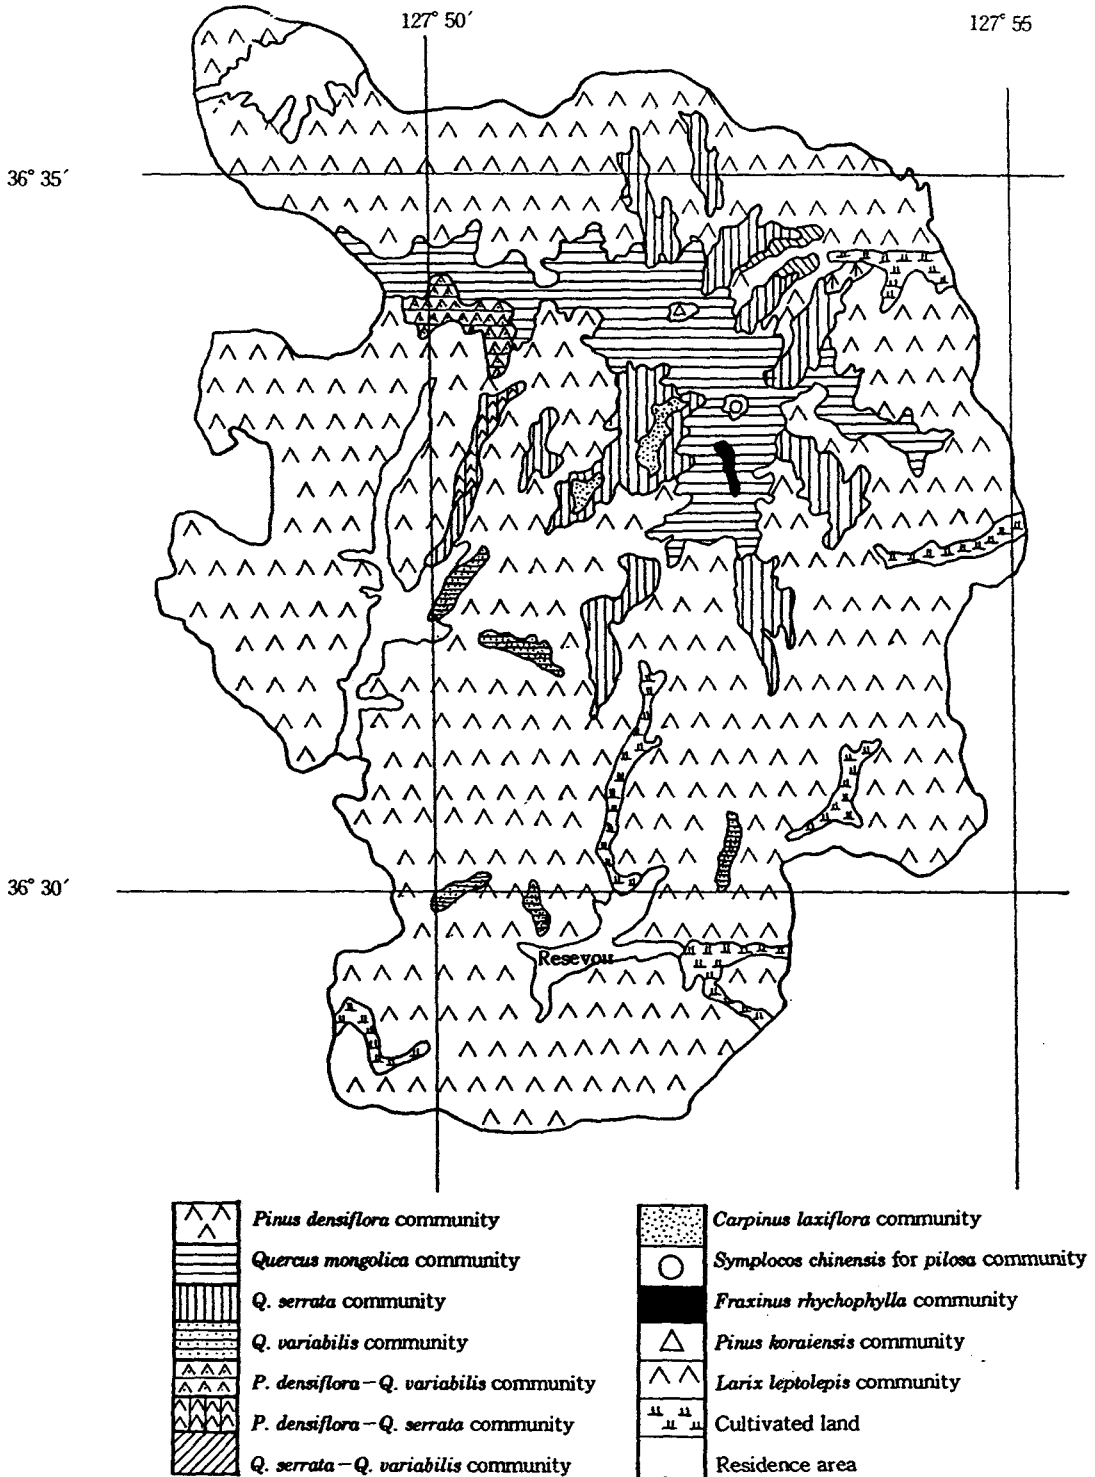 127° 50′
127° 55
36° 35′
36° 30′
Resevou
Pinus densiflora community
Quercus mongolica community
Q. serrata community
Q. variabilis community
P. densiflora－Q. variabilis community
P. densiflora－Q. serrata community
Q. serrata－Q. variabilis community
Carpinus laxiflora community
Symplocos chinensis for pilosa community
Fraxinus rhychophylla community
Pinus koraiensis community
Larix leptolepis community
Cultivated land
Residence area